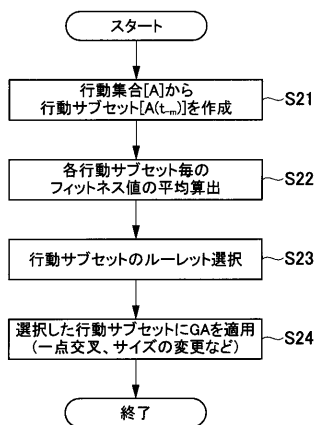 スタート
行動集合[A]から
行動サブセット[A(t-m)]を作成
S21
各行動サブセット毎の
フィットネス値の平均算出
S22
行動サブセットのルーレット選択
S23
選択した行動サブセットにGAを適用
(一点交叉、サイズの変更など)
S24
終了